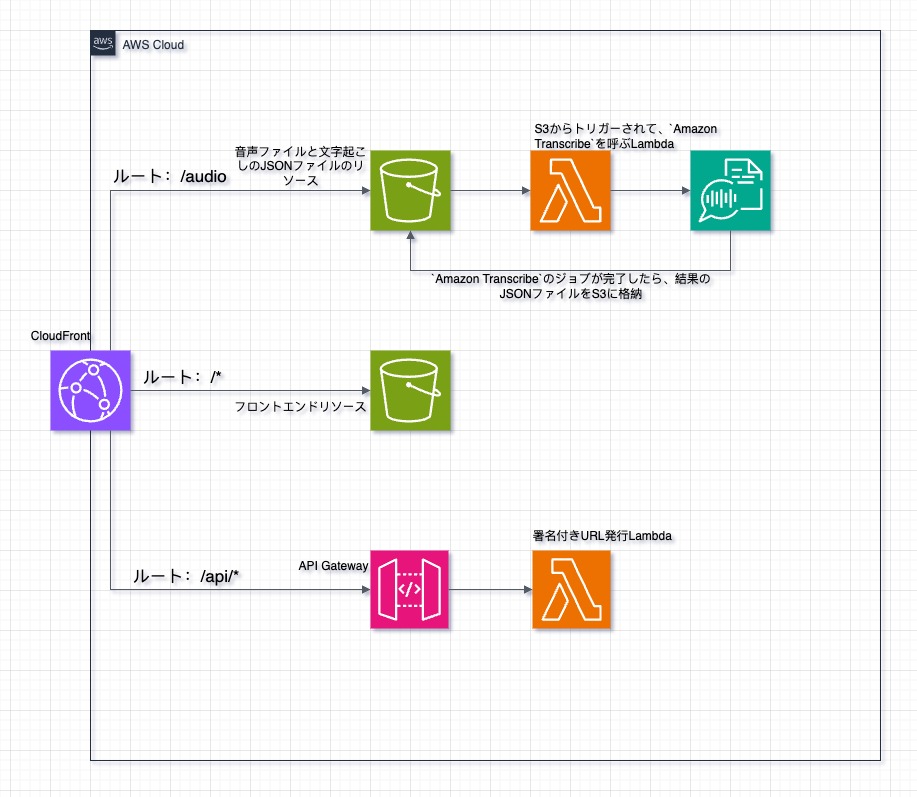 aws
AWS Cloud
S3からトリガーされて、`Amazon
Transcribe`を呼ぶLambda
音声ファイルと文字起こ
しのJSONファイルのリ
ソース
ルート： /audio
`Amazon Transcribe`のジョブが完了したら、結果の
JSONファイルをS3に格納
CloudFront
ルート： /*
フロントエンドリソース
署名付きURL発行Lambda
API Gateway
ルート： /api/*